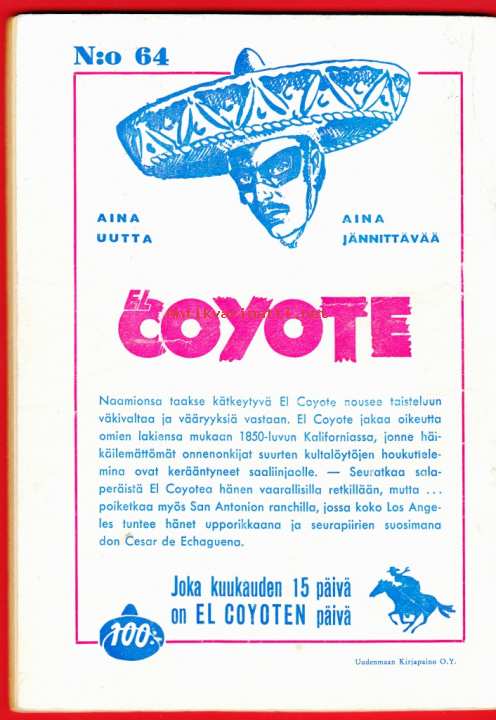 N:o 64
AINA
UUTTA
AINA
JÄNNITTÄVÄÄ
EL
COYOTE
Antikvariaatti.net
Naamionsa taakse kätkeytyvä El Coyote nousee taisteluun
väkivaltaa ja vääryyksiä vastaan. El Coyote jakaa oikeutta
omien lakiensa mukaan 1850-luvun Kaliforniassa, jonne häi-
käilemättömät onnenonkijat suurten kultalöytöjen houkutiele-
mina ovat kerääntyneet saaliinjaolle. — Seuratkaa sala-
peräistä El Coyotea hänen vaarallisilla retkillään, mutta ...
poiketkaa myös San Antonion ranchilla, jossa koko Los Ange-
les tuntee hänet upporikkaana ja seurapiirien suosimana
don Cesar de Echaguena.
Joka kuukauden 15 päivä
on EL COYOTEN päivä
100
Uudenmaan Kirjapaino O.Y.